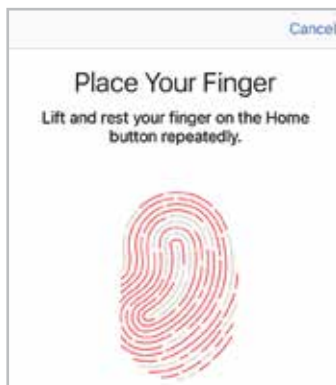 Cancel
Place Your Finger
Lift and rest your finger on the Home
button repeatedly.